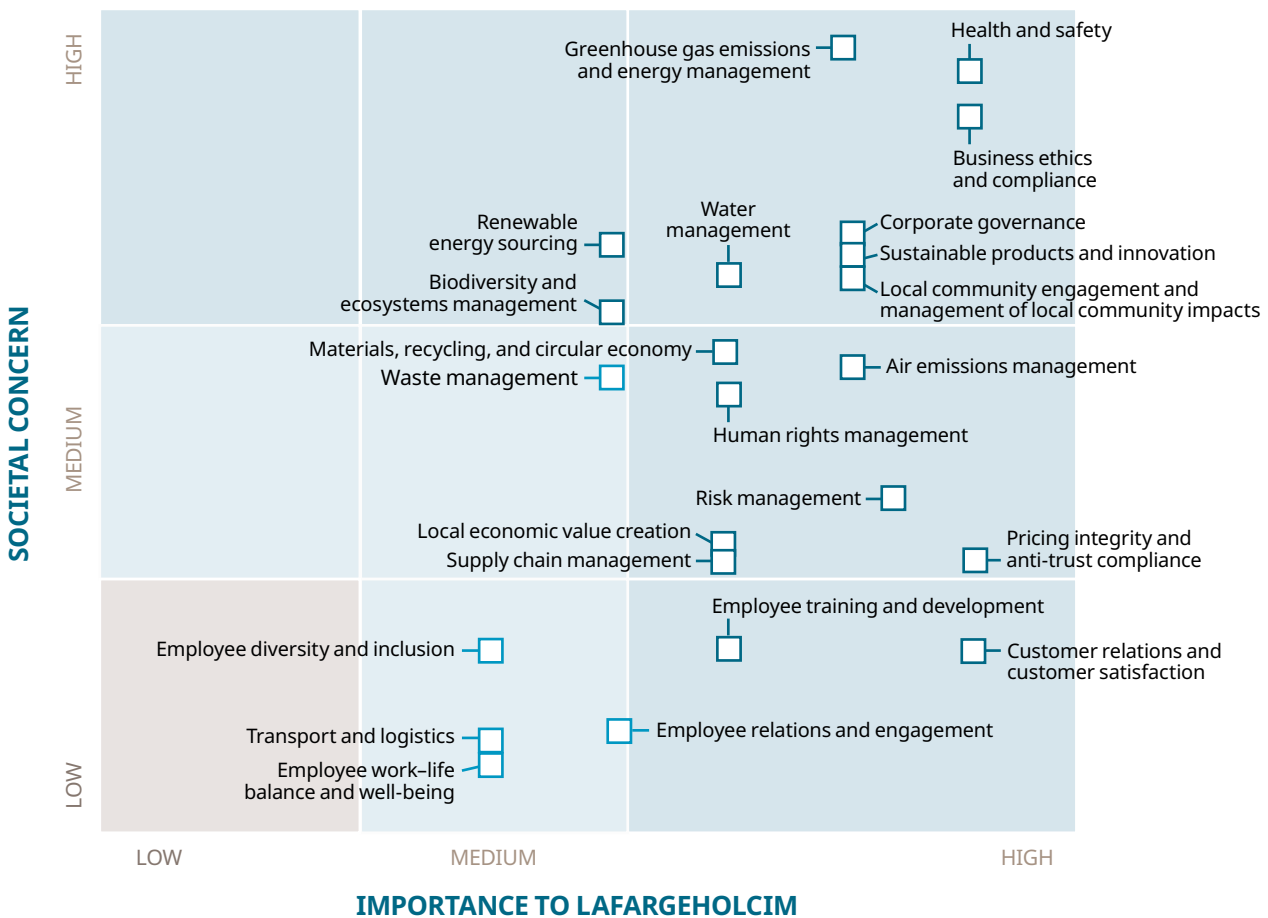 HIGH
Greenhouse gas emissions
and energy management
Health and safety
Business ethics
and compliance
Renewable
energy sourcing
Water
management
Corporate governance
Sustainable products and innovation
Biodiversity and
ecosystems management
Local community engagement and
management of local community impacts
SOCIETAL CONCERN
MEDIUM
Materials, recycling, and circular economy
Waste management
Air emissions management
Human rights management
Risk management
Local economic value creation
Supply chain management
Pricing integrity and
anti-trust compliance
LOW
Employee training and development
Employee diversity and inclusion
Customer relations and
customer satisfaction
Transport and logistics
Employee relations and engagement
Employee work–life
balance and well-being
LOW
MEDIUM
HIGH
IMPORTANCE TO LAFARGEHOLCIM